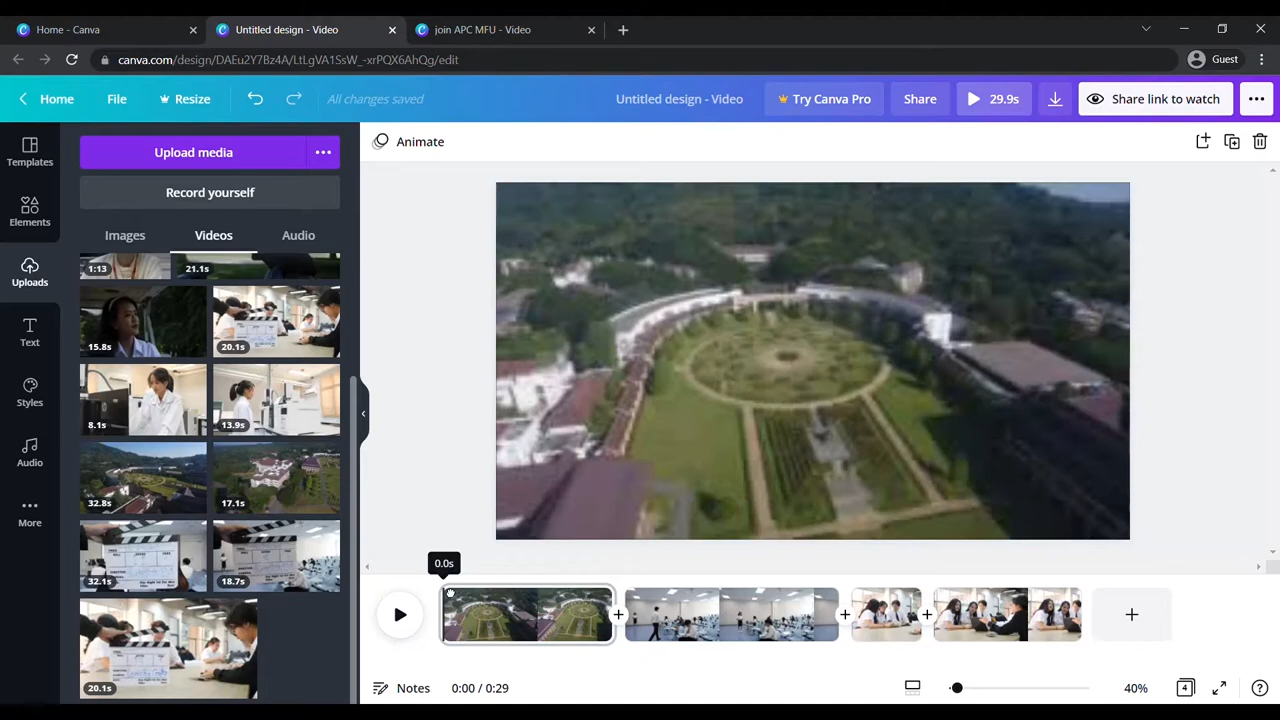 Home - Canva
Untitled design - Video
join APC MFU - Video
canva.com/design/DAEu2Y7Bz4A/LtLgVA1SsW_-xrPQX6AhQg/edit
Guest
Home
File
Resize
All changes saved
Untitled design - Video
Try Canva Pro
Share
29.9s
Share link to watch
Templates
Elements
Uploads
Text
Styles
Audio
More
Upload media
Record yourself
Images
Videos
Audio
1:13
21.1s
15.8s
20.1s
8.1s
13.9s
32.8s
17.1s
32.1s
18.7s
20.1s
Animate
0.0s
Notes
0:00 / 0:29
40%
4